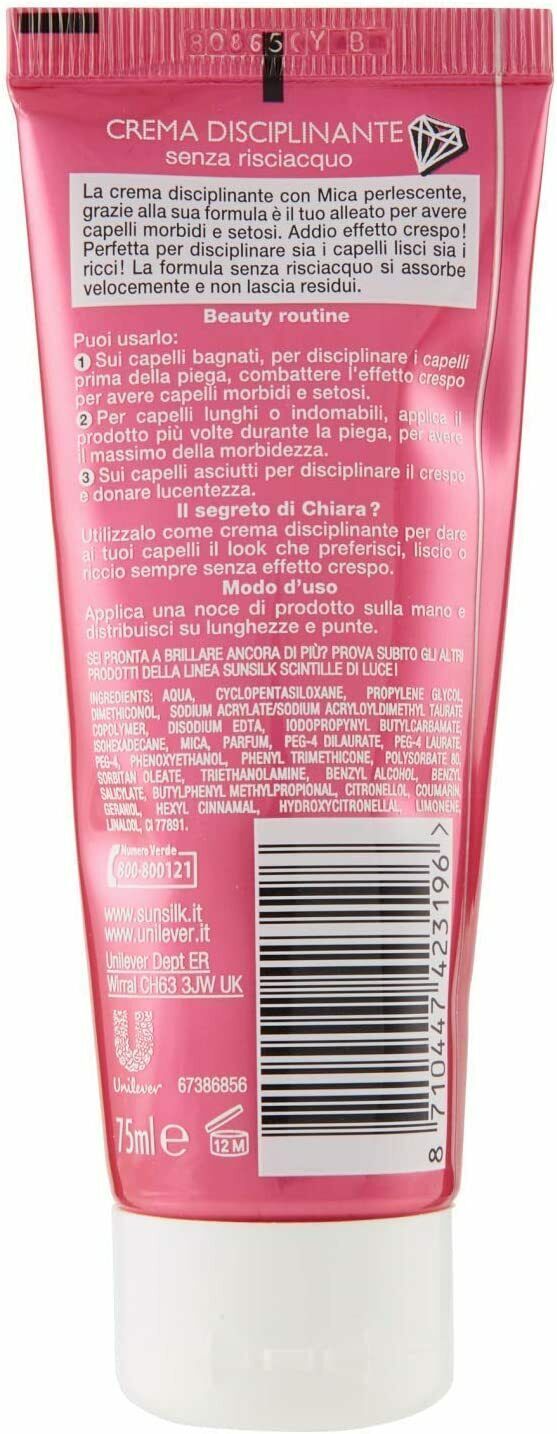 80865CY B
CREMA DISCIPLINANTE
senza risciacquo
La crema disciplinante con Mica perlescente,
grazie alla sua formula è il tuo alleato per avere
capelli morbidi e setosi. Addio effetto crespo!
Perfetta per disciplinare sia i capelli lisci sia i
ricci! La formula senza risciacquo si assorbe
velocemente e non lascia residui.
Beauty routine
Puoi usarlo:
1 Sui capelli bagnati, per disciplinare i capelli
prima della piega, combattere l'effetto crespo
per avere capelli morbidi e setosi.
2 Per capelli lunghi o indomabili, applica il
prodotto più volte durante la piega, per avere
il massimo della morbidezza.
3 Sui capelli asciutti per disciplinare il crespo
e donare lucentezza.
Il segreto di Chiara?
Utilizzalo come crema disciplinante per dare
ai tuoi capelli il look che preferisci, liscio o
riccio sempre senza effetto crespo.
Modo d'uso
Applica una noce di prodotto sulla mano e
distribuisci su lunghezze e punte.
SEI PRONTA A BRILLARE ANCORA DI PIÙ? PROVA SUBITO GLI ALTRI
PRODOTTI DELLA LINEA SUNSILK SCINTILLE DI LUCE!
INGREDIENTS: AQUA, CYCLOPENTASILOXANE, PROPYLENE GLYCOL,
DIMETHICONOL, SODIUM ACRYLATE/SODIUM ACRYLOYLDIMETHYL TAURATE
COPOLYMER, DISODIUM EDTA, IODOPROPYNYL BUTYLCARBAMATE,
ISOHEXADECANE, MICA, PARFUM, PEG-4 DILAURATE, PEG-4 LAURATE,
PEG-4, PHENOXYETHANOL, PHENYL TRIMETHICONE, POLYSORBATE 80,
SORBITAN OLEATE, TRIETHANOLAMINE, BENZYL ALCOHOL, BENZYL
SALICYLATE, BUTYLPHENYL METHYLPROPIONAL, CITRONELLOL, COUMARIN,
GERANIOL, HEXYL CINNAMAL, HYDROXYCITRONELLAL, LIMONENE,
LINALOOL, CI 77891.
Numero Verde
800-800121
www.sunsilk.it
www.unilever.it
Unilever Dept ER
Wirral CH63 3JW UK
Unilever 67386856
75ml e 12 M
8 710447 423196 >